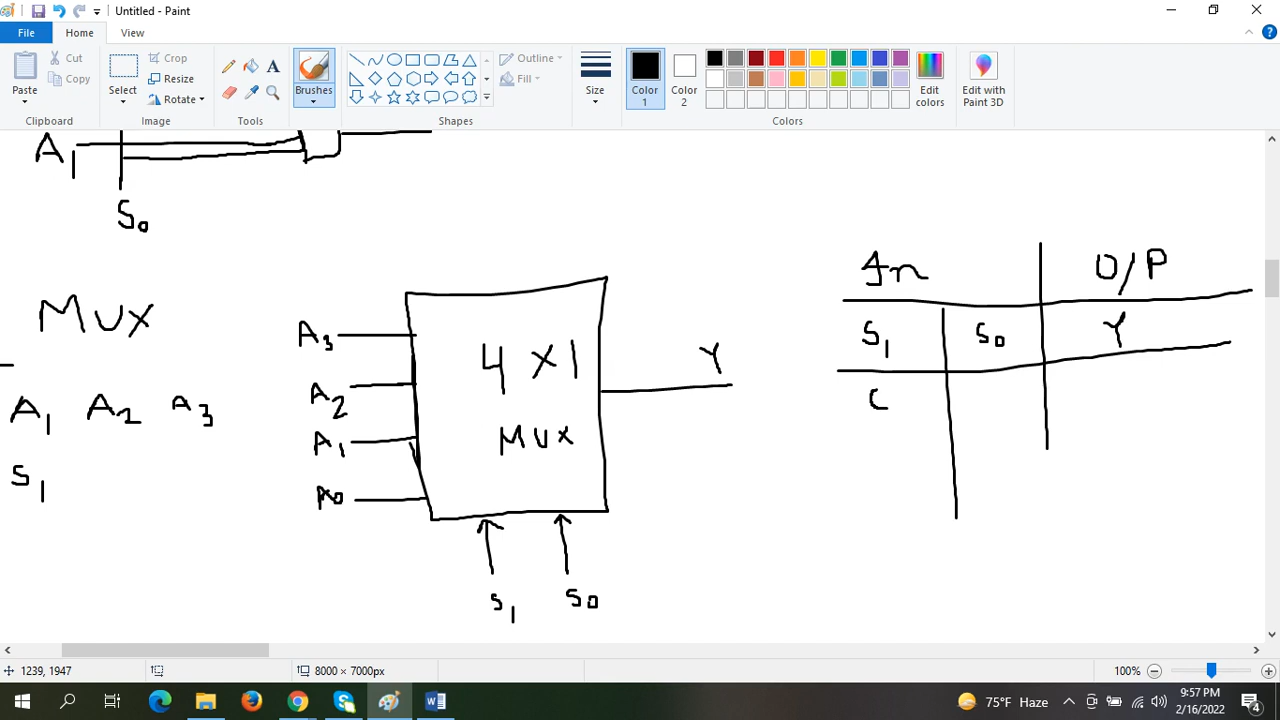 Untitled - Paint
File Home View
Paste
Cut
Copy
Clipboard
Select
Crop
Resize
Rotate
Image
Tools
Brushes
Shapes
Outline
Fill
Size
Color 1
Color 2
Edit colors
Edit with Paint 3D
Colors
A1
S0
MUX
A1 A2 A3
S1
A3
A2
A1
A0
4 X 1
MUX
Y
S1 S0
In O/P
S1 S0 Y
1239, 1947
8000 × 7000px
100%
75°F Haze
9:57 PM
2/16/2022
4